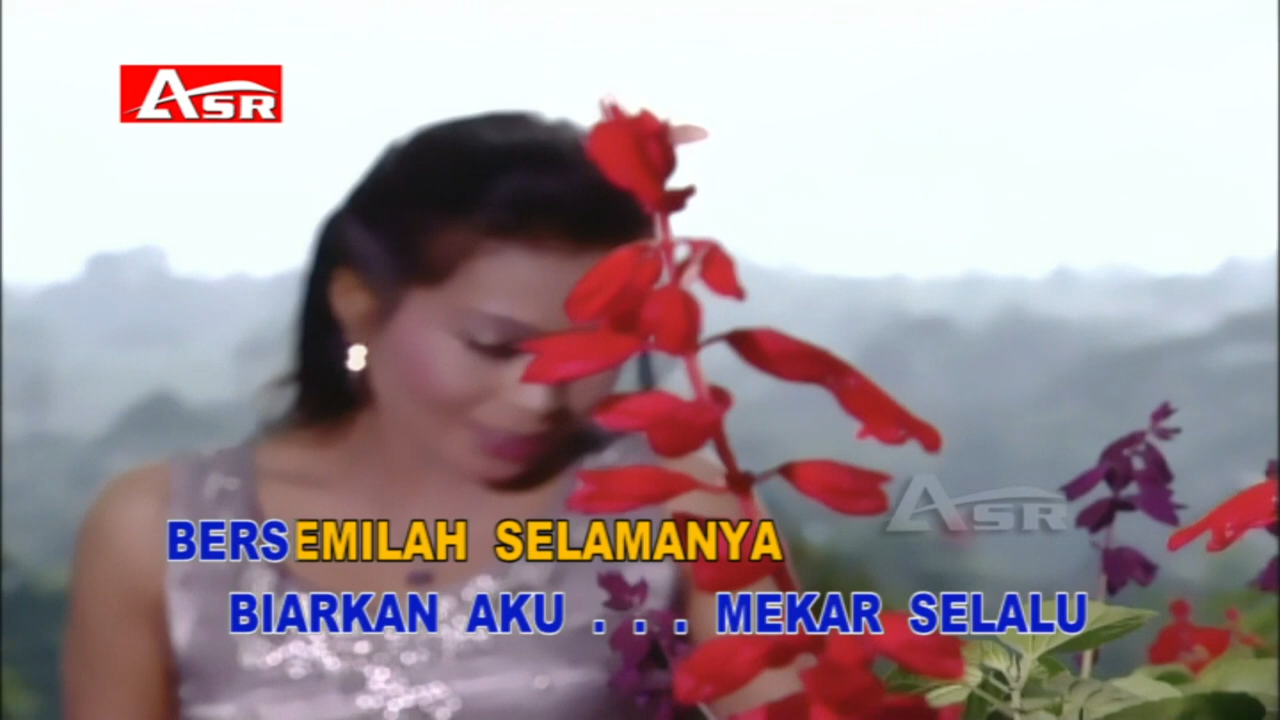 ASR
ASR
BERSEMILAH SELAMANYA
BIARKAN AKU . . . MEKAR SELALU